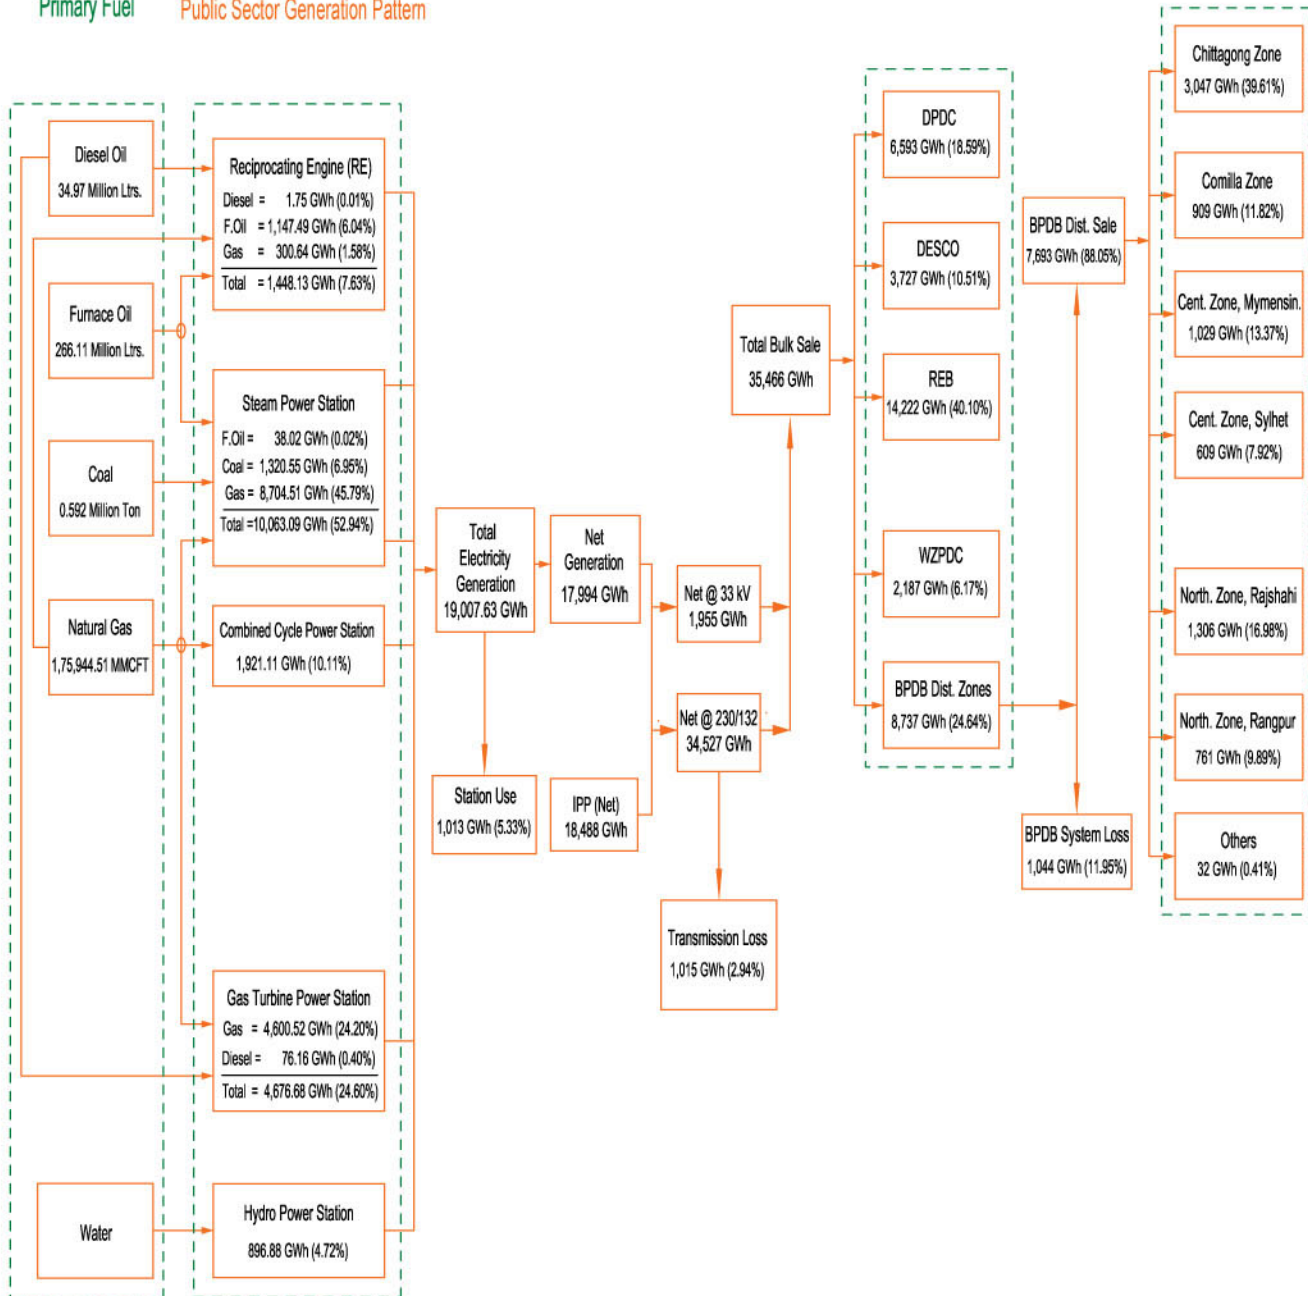 Primary Fuel
Public Sector Generation Pattern
Diesel Oil
34.97 Million Ltrs.
Furnace Oil
266.11 Million Ltrs.
Coal
0.592 Million Ton
Natural Gas
1,75,944.51 MMCFT
Water
Reciprocating Engine (RE)
Diesel = 1.75 GWh (0.01%)
F.Oil = 1,147.49 GWh (6.04%)
Gas = 300.64 GWh (1.58%)
Total = 1,448.13 GWh (7.63%)
Steam Power Station
F.Oil = 38.02 GWh (0.02%)
Coal = 1,320.55 GWh (6.95%)
Gas = 8,704.51 GWh (45.79%)
Total =10,063.09 GWh (52.94%)
Combined Cycle Power Station
1,921.11 GWh (10.11%)
Gas Turbine Power Station
Gas = 4,600.52 GWh (24.20%)
Diesel = 76.16 GWh (0.40%)
Total = 4,676.68 GWh (24.60%)
Hydro Power Station
896.88 GWh (4.72%)
Total
Electricity
Generation
19,007.63 GWh
Station Use
1,013 GWh (5.33%)
Net
Generation
17,994 GWh
IPP (Net)
18,488 GWh
Net @ 33 kV
1,955 GWh
Net @ 230/132
34,527 GWh
Transmission Loss
1,015 GWh (2.94%)
Total Bulk Sale
35,466 GWh
DPDC
6,593 GWh (18.59%)
DESCO
3,727 GWh (10.51%)
REB
14,222 GWh (40.10%)
WZPDC
2,187 GWh (6.17%)
BPDB Dist. Zones
8,737 GWh (24.64%)
BPDB Dist. Sale
7,693 GWh (88.05%)
BPDB System Loss
1,044 GWh (11.95%)
Chittagong Zone
3,047 GWh (39.61%)
Comilla Zone
909 GWh (11.82%)
Cent. Zone, Mymensin.
1,029 GWh (13.37%)
Cent. Zone, Sylhet
609 GWh (7.92%)
North. Zone, Rajshahi
1,306 GWh (16.98%)
North. Zone, Rangpur
761 GWh (9.89%)
Others
32 GWh (0.41%)